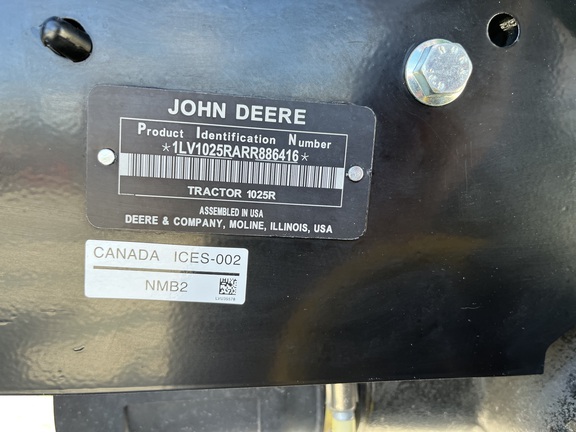 JOHN DEERE
Product Identification Number
*1LV1025RARR886416*
TRACTOR 1025R
ASSEMBLED IN USA
DEERE & COMPANY, MOLINE, ILLINOIS, USA
CANADA ICES-002
NMB2